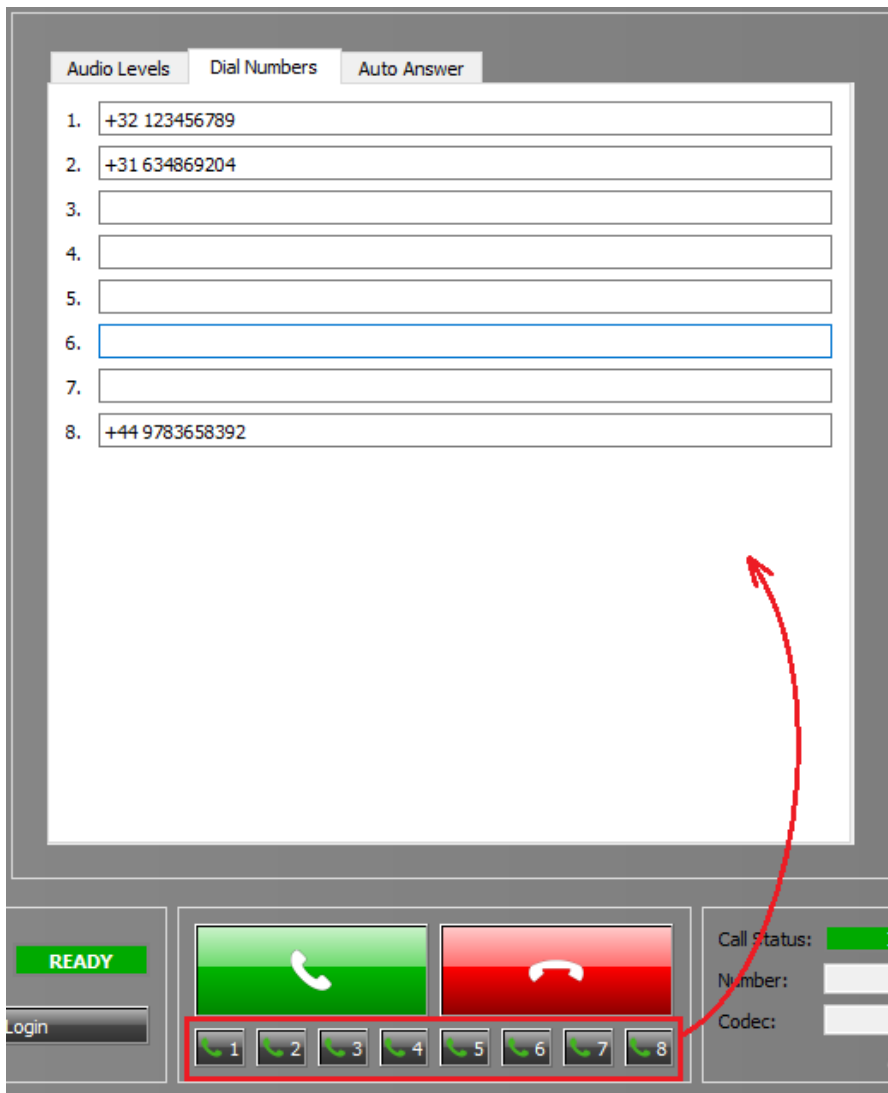 Audio Levels Dial Numbers Auto Answer
1. +32 123456789
2. +31 634869204
3.
4.
5.
6.
7.
8. +44 9783658392
READY
Login
1 2 3 4 5 6 7 8
Call Status:
Number:
Codec: